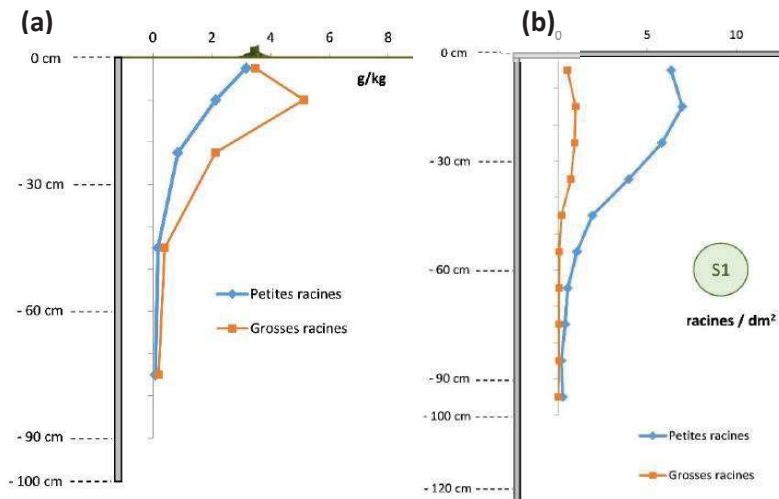 (a)
0 2 4 6 8
g/kg
0 cm
- 30 cm
- 60 cm
- 90 cm
- 100 cm
Petites racines
Grosses racines
(b)
0 5 10
0 cm
- 30 cm
- 60 cm
- 90 cm
- 100 cm
- 120 cm
S1
racines / dm²
Petites racines
Grosses racines